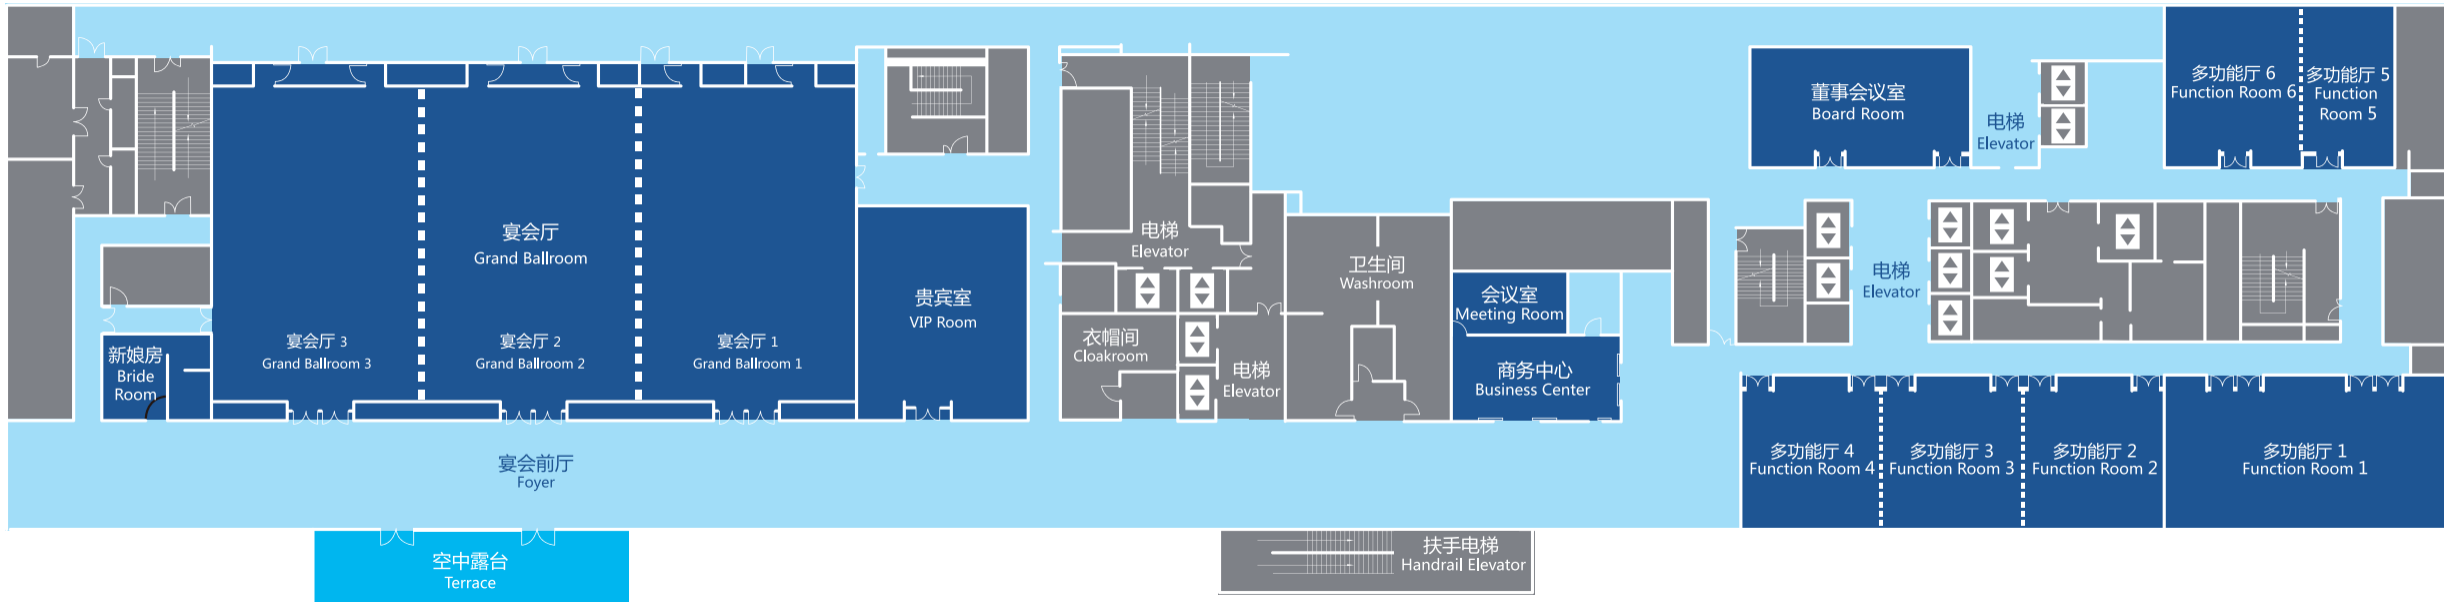 宴会厅
Grand Ballroom
宴会厅 3
Grand Ballroom 3
宴会厅 2
Grand Ballroom 2
宴会厅 1
Grand Ballroom 1
新娘房
Bride
Room
贵宾室
VIP Room
宴会前厅
Foyer
空中露台
Terrace
电梯
Elevator
衣帽间
Cloakroom
电梯
Elevator
卫生间
Washroom
会议室
Meeting Room
商务中心
Business Center
扶手电梯
Handrail Elevator
董事会议室
Board Room
电梯
Elevator
多功能厅 6
Function Room 6
多功能厅 5
Function
Room 5
电梯
Elevator
多功能厅 4
Function Room 4
多功能厅 3
Function Room 3
多功能厅 2
Function Room 2
多功能厅 1
Function Room 1